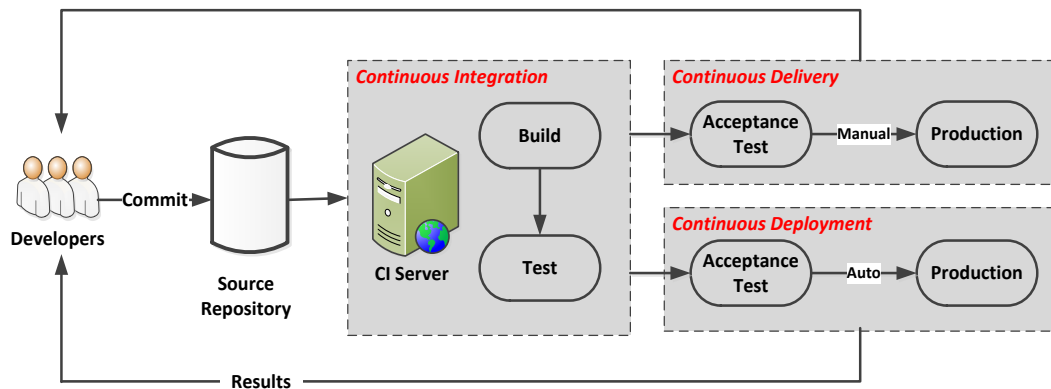 Continuous Integration
Continuous Delivery
Build
Acceptance
Test
Manual
Production
Commit
Developers
Source
Repository
CI Server
Test
Continuous Deployment
Acceptance
Test
Auto
Production
Results